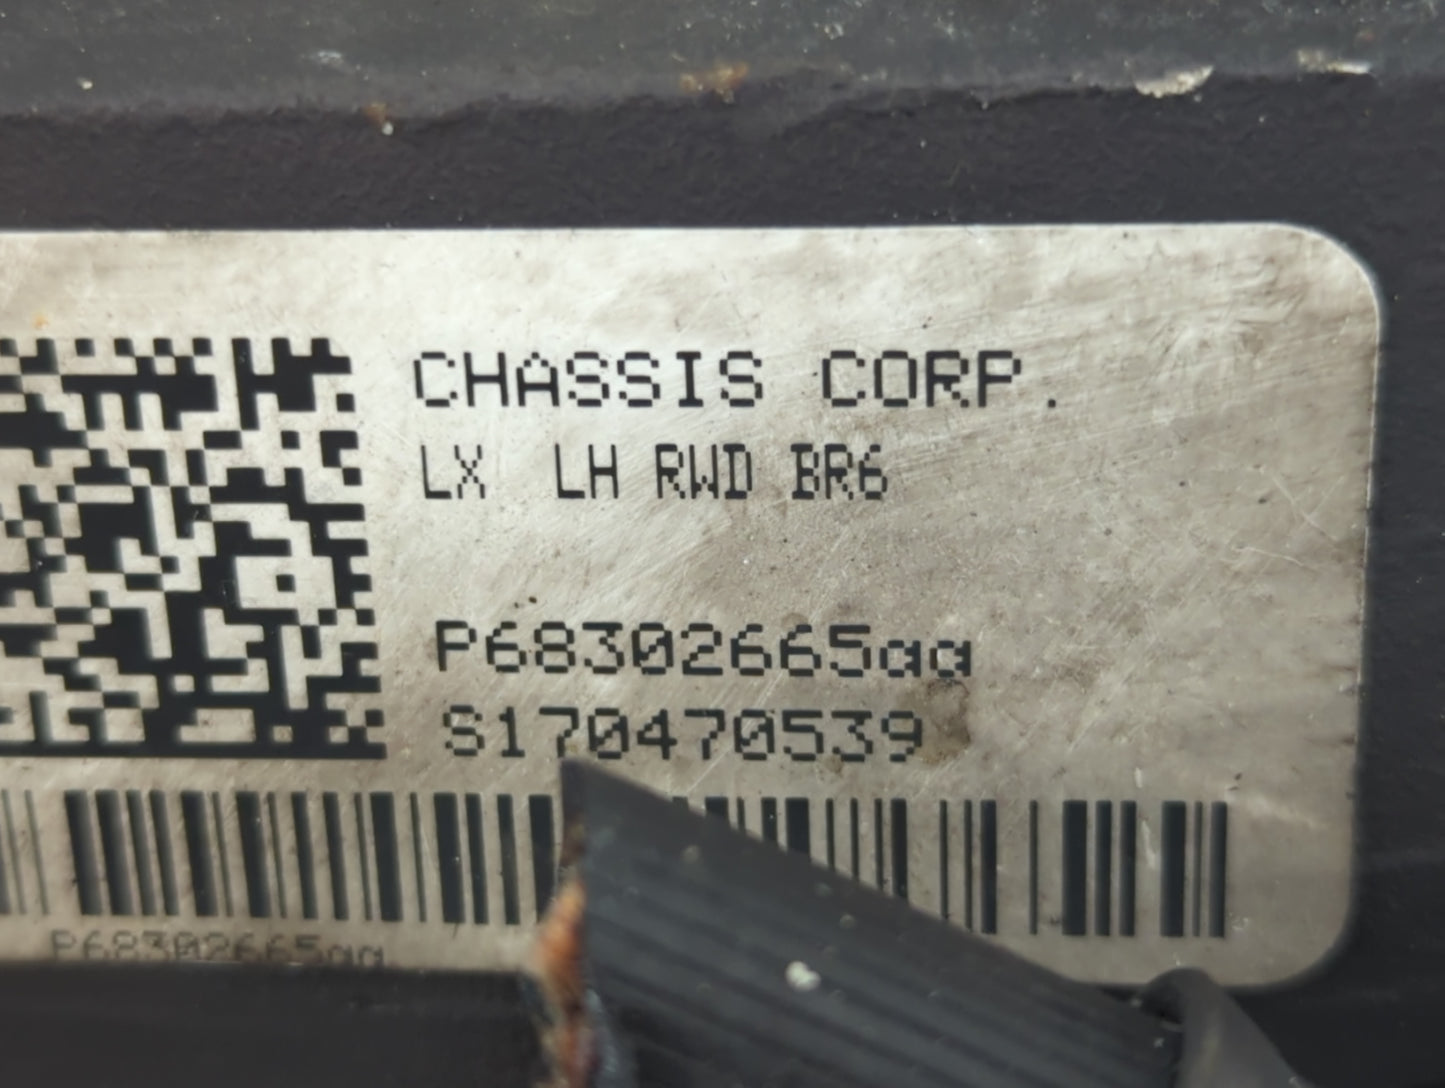 CHASSIS CORP.
LX LH RWD BR6
P68302665aa
S170470539
P68302665aa